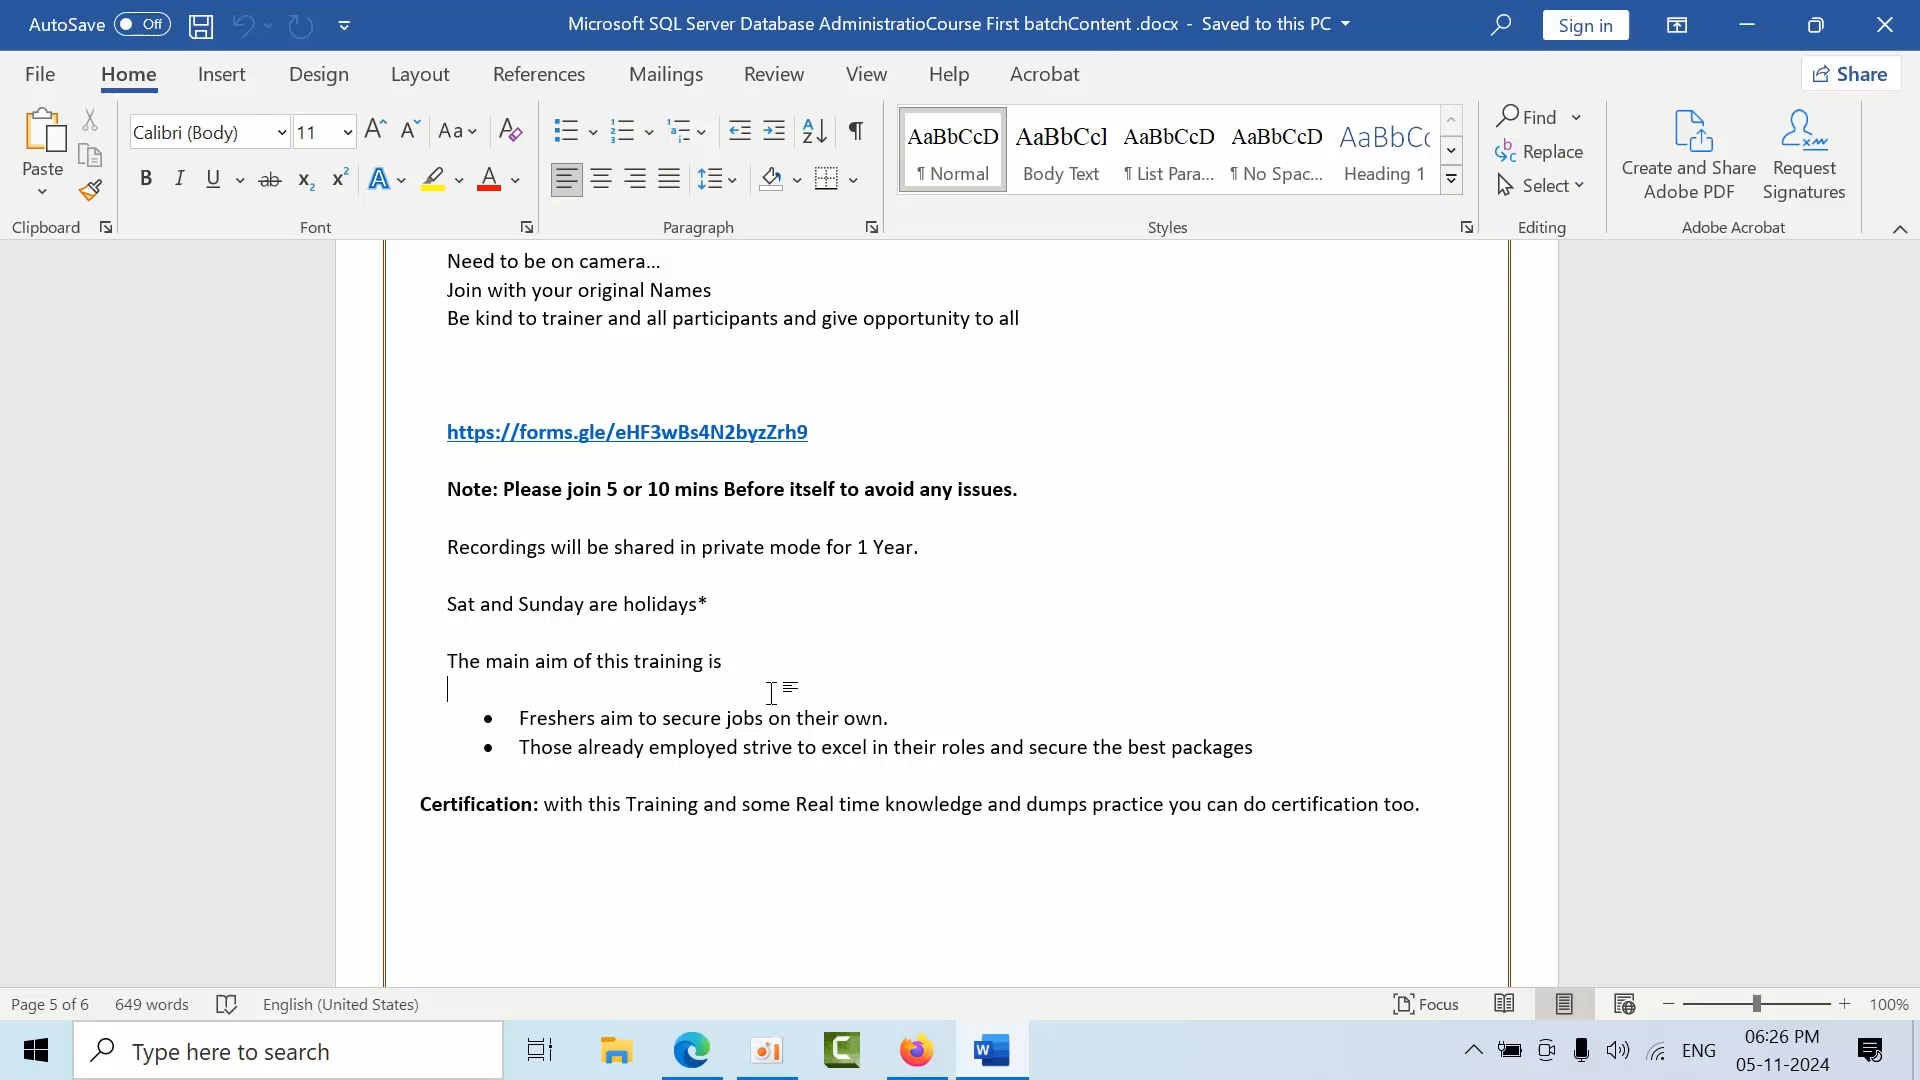 AutoSave Off Microsoft SQL Server Database AdministratioCourse First batchContent .docx - Saved to this PC Sign in
File Home Insert Design Layout References Mailings Review View Help Acrobat Share
Calibri (Body) 11 Aa AaBbCcD AaBbCcI AaBbCcD AaBbCcD AaBbCc Find
Paste B I U ab x2 x2 A A ¶ Normal Body Text ¶ List Para... ¶ No Spac... Heading 1 Replace Select Create and Share Adobe PDF Request Signatures
Clipboard Font Paragraph Styles Editing Adobe Acrobat
Need to be on camera...
Join with your original Names
Be kind to trainer and all participants and give opportunity to all
https://forms.gle/eHF3wBs4N2byzZrh9
Note: Please join 5 or 10 mins Before itself to avoid any issues.
Recordings will be shared in private mode for 1 Year.
Sat and Sunday are holidays*
The main aim of this training is
• Freshers aim to secure jobs on their own.
• Those already employed strive to excel in their roles and secure the best packages
Certification: with this Training and some Real time knowledge and dumps practice you can do certification too.
Page 5 of 6 649 words English (United States) Focus 100%
Type here to search ENG 06:26 PM
05-11-2024